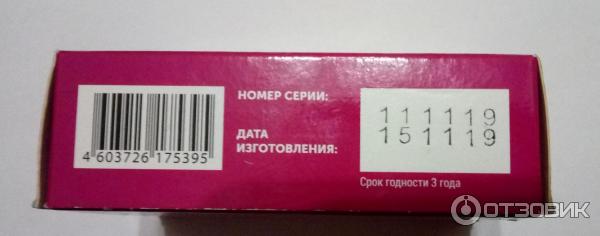 НОМЕР СЕРИИ:
111119
ДАТА
ИЗГОТОВЛЕНИЯ:
151119
4 603726 175395
Срок годности 3 года
ОТЗОВИК